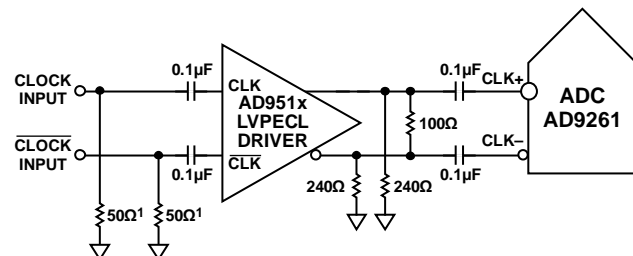 CLOCK
INPUT
0.1µF
CLK
AD951x
LVPECL
DRIVER
CLK
0.1µF
CLOCK
INPUT
50Ω1
50Ω1
240Ω
240Ω
100Ω
0.1µF
CLK+
CLK–
0.1µF
ADC
AD9261